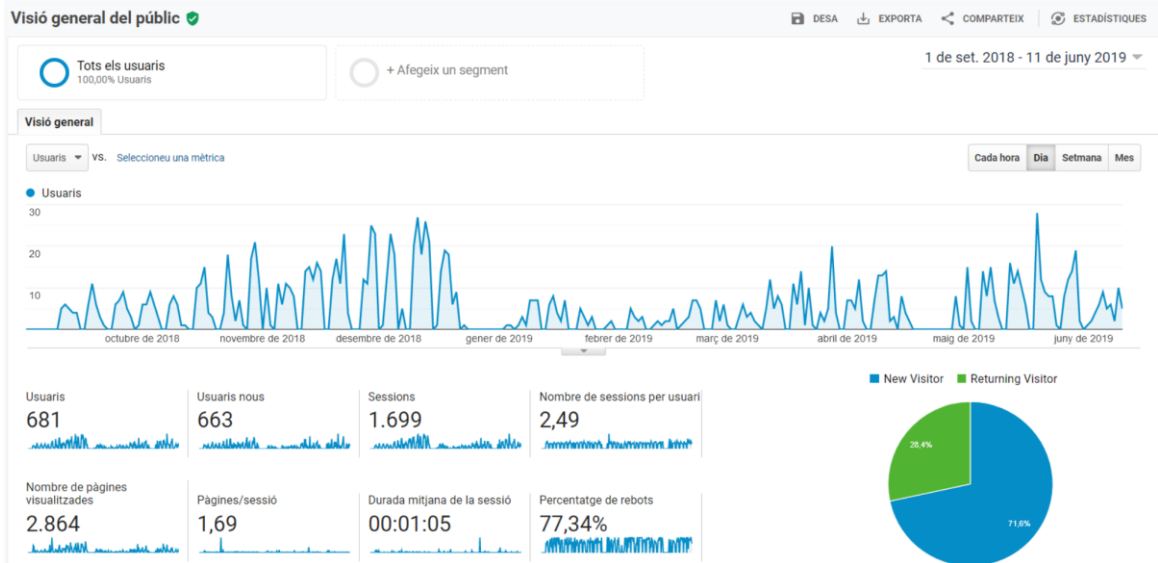 Visió general del públic
DESA
EXPORTA
COMPARTEIX
ESTADÍSTIQUES
Tots els usuaris
100,00% Usuaris
+ Afegeix un segment
1 de set. 2018 - 11 de juny 2019
Visió general
Usuaris
VS.
Seleccioneu una mètrica
Cada hora
Dia
Setmana
Mes
Usuaris
30
20
10
octubre de 2018
novembre de 2018
desembre de 2018
gener de 2019
febrer de 2019
març de 2019
abril de 2019
maig de 2019
juny de 2019
New Visitor
Returning Visitor
Usuaris
681
Usuaris nous
663
Sessions
1.699
Nombre de sessions per usuari
2,49
Nombre de pàgines
visualitzades
2.864
Pàgines/sessió
1,69
Durada mitjana de la sessió
00:01:05
Percentatge de rebots
77,34%
28,4%
71,6%